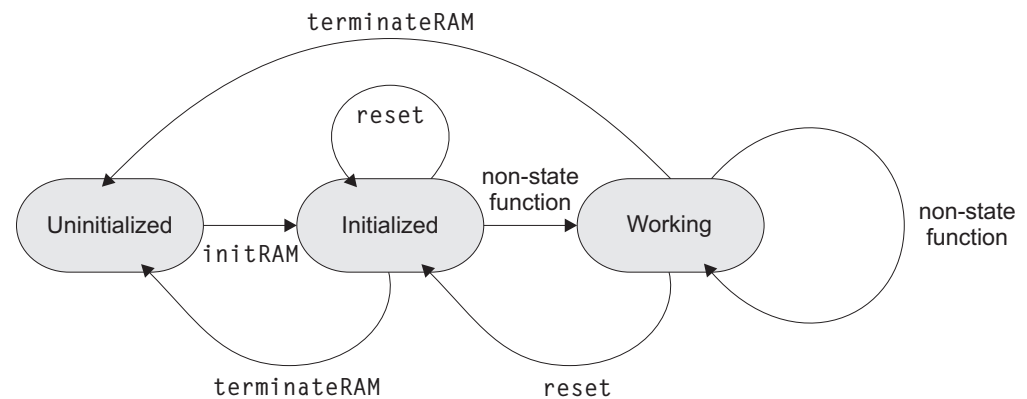 terminateRAM
reset
non-state
function
Uninitialized
initRAM
Initialized
Working
non-state
function
terminateRAM
reset